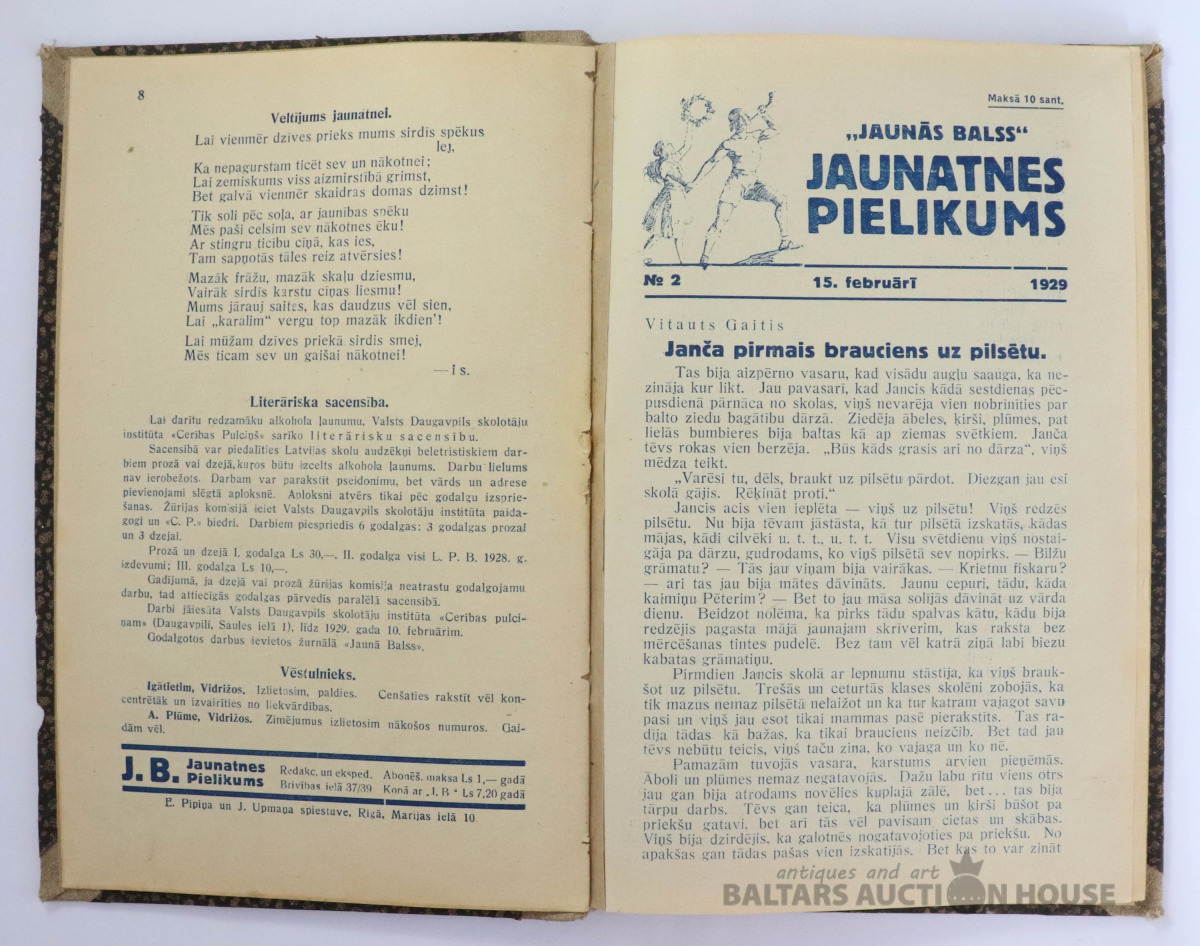 8
Veltījums jaunatnei.
Lai vienmēr dzīves prieks mums sirdīs spēkus
lej,
Ka nepagurstam ticēt sev un nākotnei;
Lai zemiskums viss aizmirstībā grimst,
Bet galvā vienmēr skaidras domas dzimst!
Tik soli pēc soļa, ar jaunības spēku
Mēs paši celsim sev nākotnes ēku!
Ar stingru ticību ciņā, kas ies,
Tam sapņotās tāles reiz atvērsies!
Mazāk frāžu, mazāk skaļu dziesmu,
Vairāk sirdīs karstu ciņas liesmu!
Mums jārauj saites, kas daudzus vēl sien,
Lai „karalim“ vergu top mazāk ikdien'!
Lai mūžam dzīves priekā sirdis smej,
Mēs ticam sev un gaišai nākotnei!
—Is.
Literāriska sacensība.
Lai darītu redzamāku alkohola ļaunumu, Valsts Daugavpils skolotāju
institūta «Cerības Pulciņš» sarīko literārisku sacensību.
Sacensībā var piedalīties Latvijas skolu audzēkņi beletristiskiem dar-
biem prozā vai dzejā, kuŗos būtu izcelts alkohola ļaunums. Darbu lielums
nav ierobežots. Darbam var parakstīt pseidonimu, bet vārds un adrese
pievienojami slēgtā aploksnē. Aploksni atvērs tikai pēc godalgu izsprie-
šanas. Žūrijas komisijā ieiet Valsts Daugavpils skolotāju institūta paida-
gogi un «C. P.» biedri. Darbiem piespriedīs 6 godalgas: 3 godalgas prozai
un 3 dzejai.
Prozā un dzejā I. godalga Ls 30,—, II. godalga visi L. P. B. 1928. g.
izdevumi; III. godalga Ls 10,—.
Gadījumā, ja dzejā vai prozā žūrijas komisija neatrastu godalgojamu
darbu, tad attiecīgās godalgas pārvedīs paralēlā sacensībā.
Darbi jāiesūta Valsts Daugavpils skolotāju institūta «Cerības pulci-
ņam» (Daugavpilī, Saules ielā 1), līdz 1929. gada 10. februārim.
Godalgotos darbus ievietos žurnālā «Jaunā Balss».
Vēstulnieks.
Igātietim, Vidrižos. Izlietosim, paldies. Cenšaties rakstīt vēl kon-
centrētāk un izvairīties no liekvārdības.
A. Plūme, Vidrižos. Zīmējumus izlietosim nākošos numuros. Gai-
dām vēl.
J.B. Jaunatnes Pielikums
Redakc. un eksped. Brīvības ielā 37/39
Abonēš. maksa Ls 1,— gadā
Kopā ar „J. B“ Ls 7,20 gadā
E. Pīpiņa un J. Upmaņa spiestuve, Rīgā, Marijas ielā 10
Maksā 10 sant.
„JAUNĀS BALSS“
JAUNATNES
PIELIKUMS
№ 2 15. februārī 1929
Vitauts Gaitis
Janča pirmais brauciens uz pilsētu.
Tas bija aizpērno vasaru, kad visādu augļu saauga, ka ne-
zināja kur likt. Jau pavasarī, kad Jancis kādā sestdienas pēc-
pusdienā pārnāca no skolas, viņš nevarēja vien nobrīnīties par
balto ziedu bagātību dārzā. Ziedēja ābeles, ķirši, plūmes, pat
lielās bumbieres bija baltas kā ap ziemas svētkiem. Janča
tēvs rokas vien berzēja. „Būs kāds grasis arī no dārza“, viņš
mēdza teikt.
„Varēsi tu, dēls, braukt uz pilsētu pārdot. Diezgan jau esi
skolā gājis. Rēķināt proti.“
Jancis acis vien ieplēta — viņš uz pilsētu! Viņš redzēs
pilsētu. Nu bija tēvam jāstāsta, kā tur pilsētā izskatās, kādas
mājas, kādi cilvēki u. t. t., u. t. t. Visu svētdienu viņš nostai-
gāja pa dārzu, gudrodams, ko viņš pilsētā sev nopirks. — Bilžu
grāmatu? — Tās jau viņam bija vairākas. — Krietnu fiskaru?
— arī tas jau bija mātes dāvināts. Jaunu cepuri, tādu, kāda
kaimiņu Pēterim? — Bet to jau māsa solījās dāvināt uz vārda
dienu. Beidzot nolēma, ka pirks tādu spalvas kātu, kādu bija
redzējis pagasta mājā jaunajam skrīverim, kas raksta bez
mērcēšanas tintes pudelē. Bez tam vēl katrā ziņā labi biezu
kabatas grāmatiņu.
Pirmdien Jancis skolā ar lepnumu stāstīja, ka viņš brauk-
šot uz pilsētu. Trešās un ceturtās klases skolēni zobojās, ka
tik mazus nemaz pilsētā nelaižot un ka tur katram vajagot savu
pasi un viņš jau esot tikai mammas pasē pierakstīts. Tas ra-
dīja tādas kā bažas, ka tikai brauciens neizčib. Bet tad jau
tēvs nebūtu teicis, viņš taču zina, ko vajaga un ko nē.
Pamazām tuvojās vasara, karstums arvien pieņēmās.
Āboli un plūmes nemaz negatavojās. Dažu labu rītu viens otrs
jau gan bija atrodams novēlies kuplajā zālē, bet... tas bija
tārpu darbs. Tēvs gan teica, ka plūmes un ķirši būšot pa
priekšu gatavi, bet arī tās vēl pavisam cietas un skābas.
Viņš bija dzirdējis, ka galotnēs nogatavojoties pa priekšu. No
apakšas gan tādas pašas vien izskatījās. Bet kas to var zināt
antiques and art
BALTARS AUCTION HOUSE